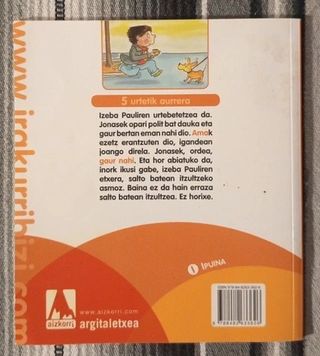 www.irakurribizi.com
5 urtetik aurrera
Izeba Pauliren urtebetetzea da.
Jonasek opari polit bat dauka eta
gaur bertan eman nahi dio. Amak
ezetz erantzuten dio, igandean
joango direla. Jonasek, ordea,
gaur nahi. Eta hor abiatuko da,
inork ikusi gabe, izeba Pauliren
etxera, salto batean itzultzeko
asmoz. Baina ez da hain erraza
salto batean itzultzea. Ez horixe.
1 IPUINA
aizkorri
www.aizkorri.com
argitaletxea